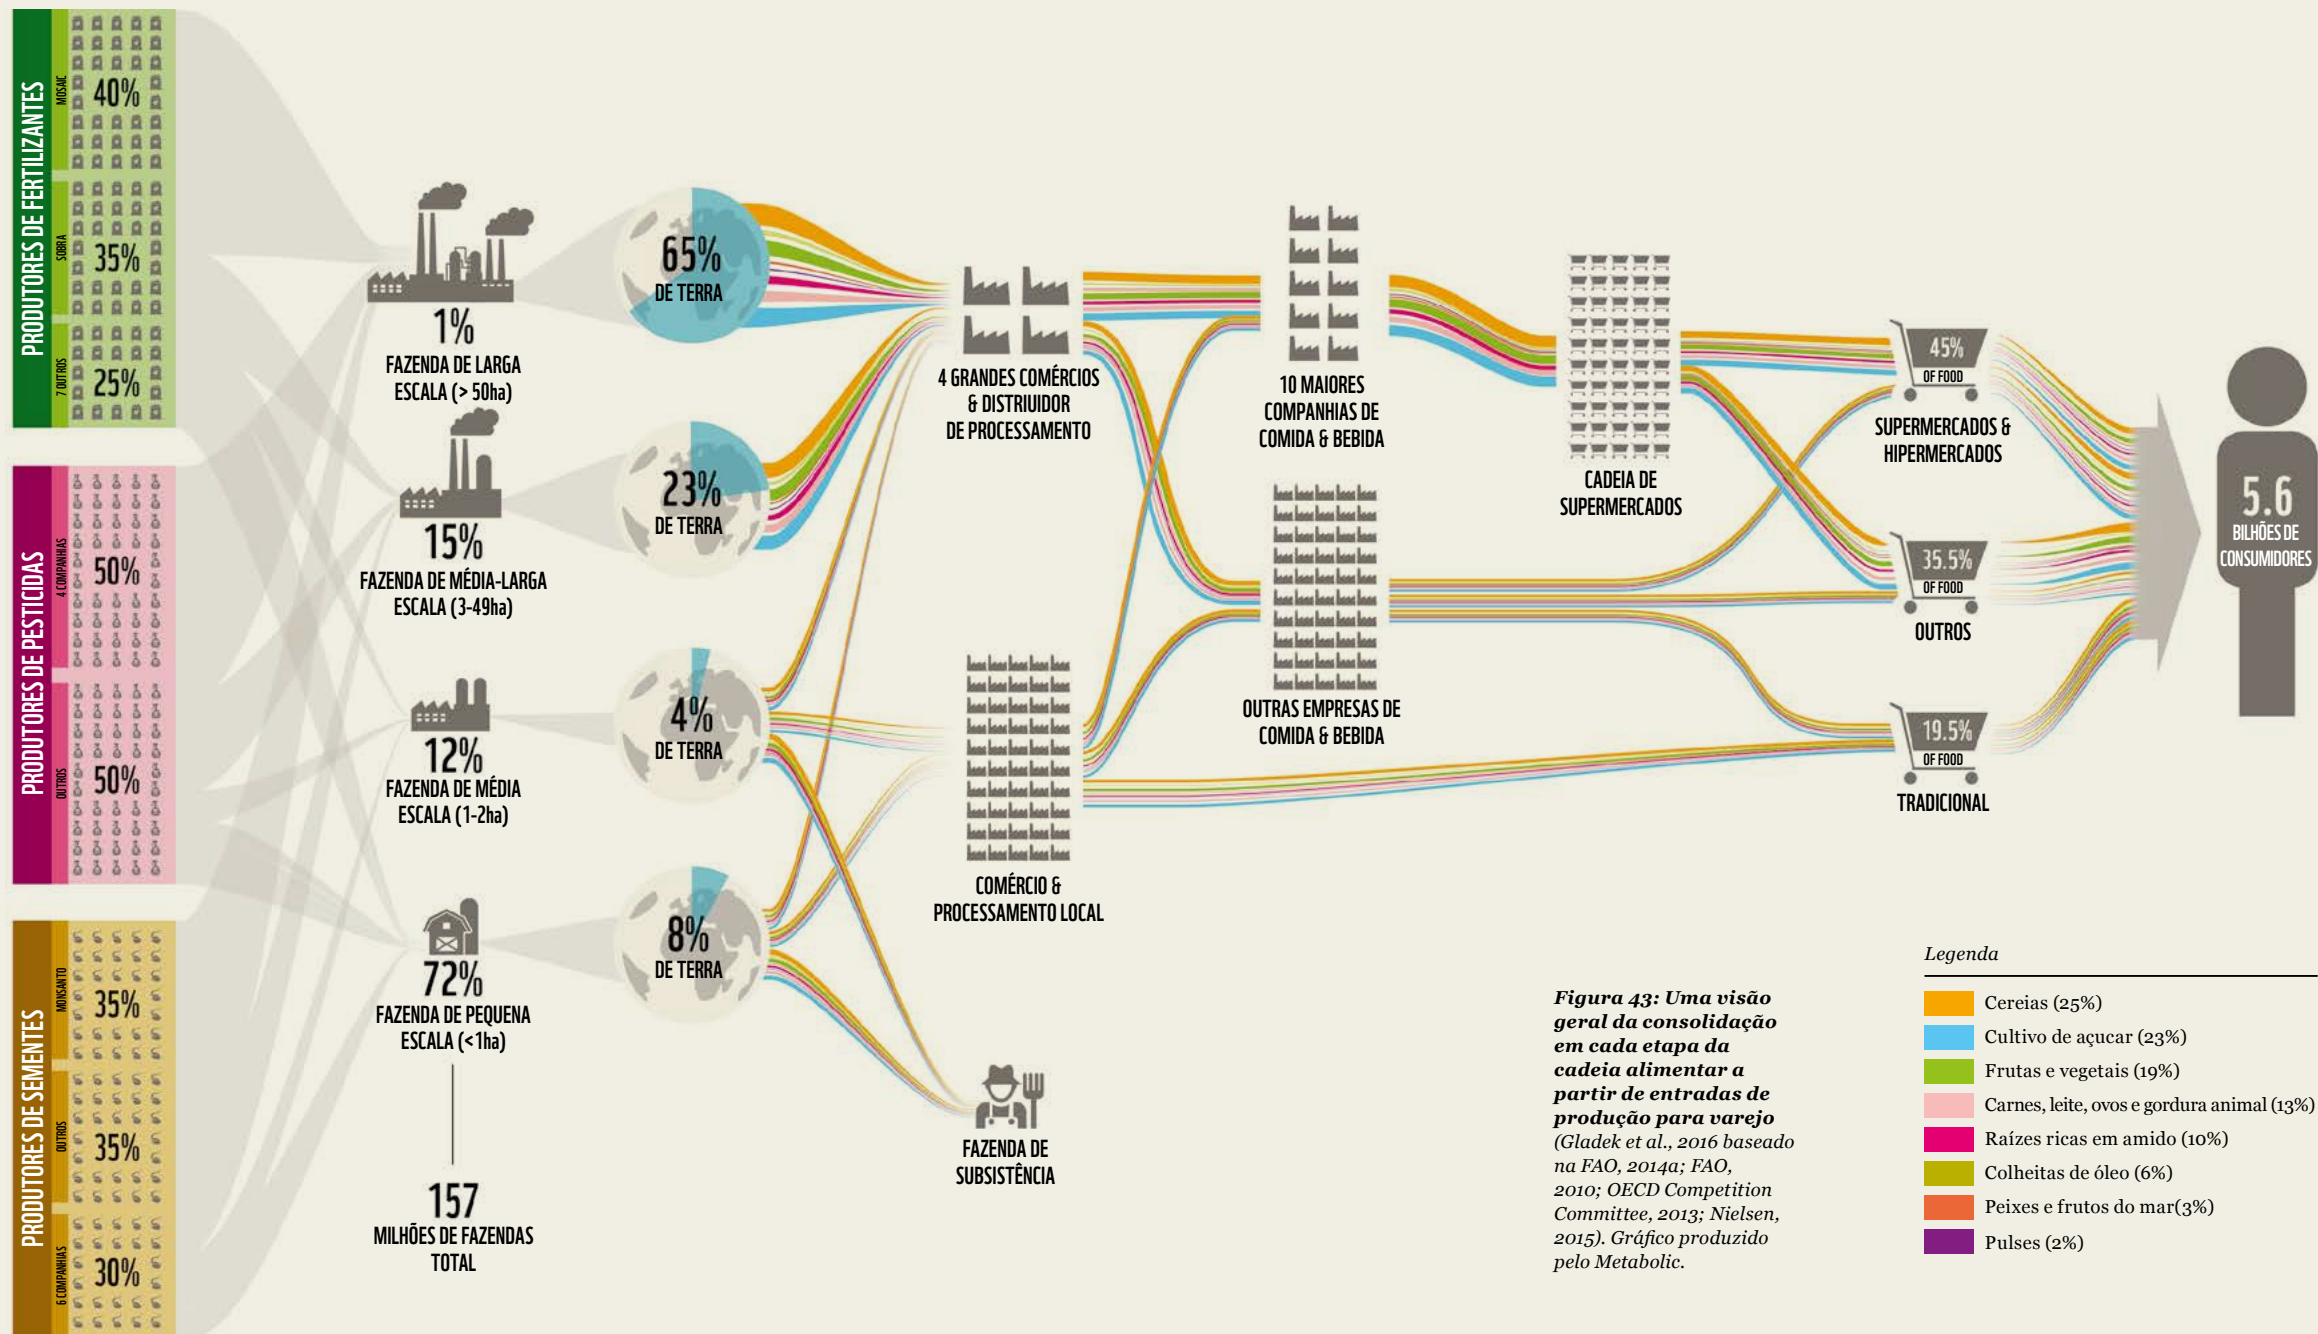 PRODUTORES DE FERTILIZANTES
MOSAIC
40%
SOBRA
35%
7 OUTROS
25%
PRODUTORES DE PESTICIDAS
4 COMPANHIAS
50%
OUTROS
50%
PRODUTORES DE SEMENTES
MONSANTO
35%
OUTROS
35%
6 COMPANHIAS
30%
1%
FAZENDA DE LARGA
ESCALA (> 50ha)
15%
FAZENDA DE MÉDIA-LARGA
ESCALA (3-49ha)
12%
FAZENDA DE MÉDIA
ESCALA (1-2ha)
72%
FAZENDA DE PEQUENA
ESCALA (<1ha)
157
MILHÕES DE FAZENDAS
TOTAL
65%
DE TERRA
23%
DE TERRA
4%
DE TERRA
8%
DE TERRA
4 GRANDES COMÉRCIOS
& DISTRIUIDOR
DE PROCESSAMENTO
COMÉRCIO &
PROCESSAMENTO LOCAL
FAZENDA DE
SUBSISTÊNCIA
10 MAIORES
COMPANHIAS DE
COMIDA & BEBIDA
OUTRAS EMPRESAS DE
COMIDA & BEBIDA
CADEIA DE
SUPERMERCADOS
45%
OF FOOD
SUPERMERCADOS &
HIPERMERCADOS
35.5%
OF FOOD
OUTROS
19.5%
OF FOOD
TRADICIONAL
5.6
BILHÕES DE
CONSUMIDORES
Figura 43: Uma visão
geral da consolidação
em cada etapa da
cadeia alimentar a
partir de entradas de
produção para varejo
(Gladek et al., 2016 baseado
na FAO, 2014a; FAO,
2010; OECD Competition
Committee, 2013; Nielsen,
2015). Gráfico produzido
pelo Metabolic.
Legenda
Cereias (25%)
Cultivo de açucar (23%)
Frutas e vegetais (19%)
Carnes, leite, ovos e gordura animal (13%)
Raízes ricas em amido (10%)
Colheitas de óleo (6%)
Peixes e frutos do mar(3%)
Pulses (2%)